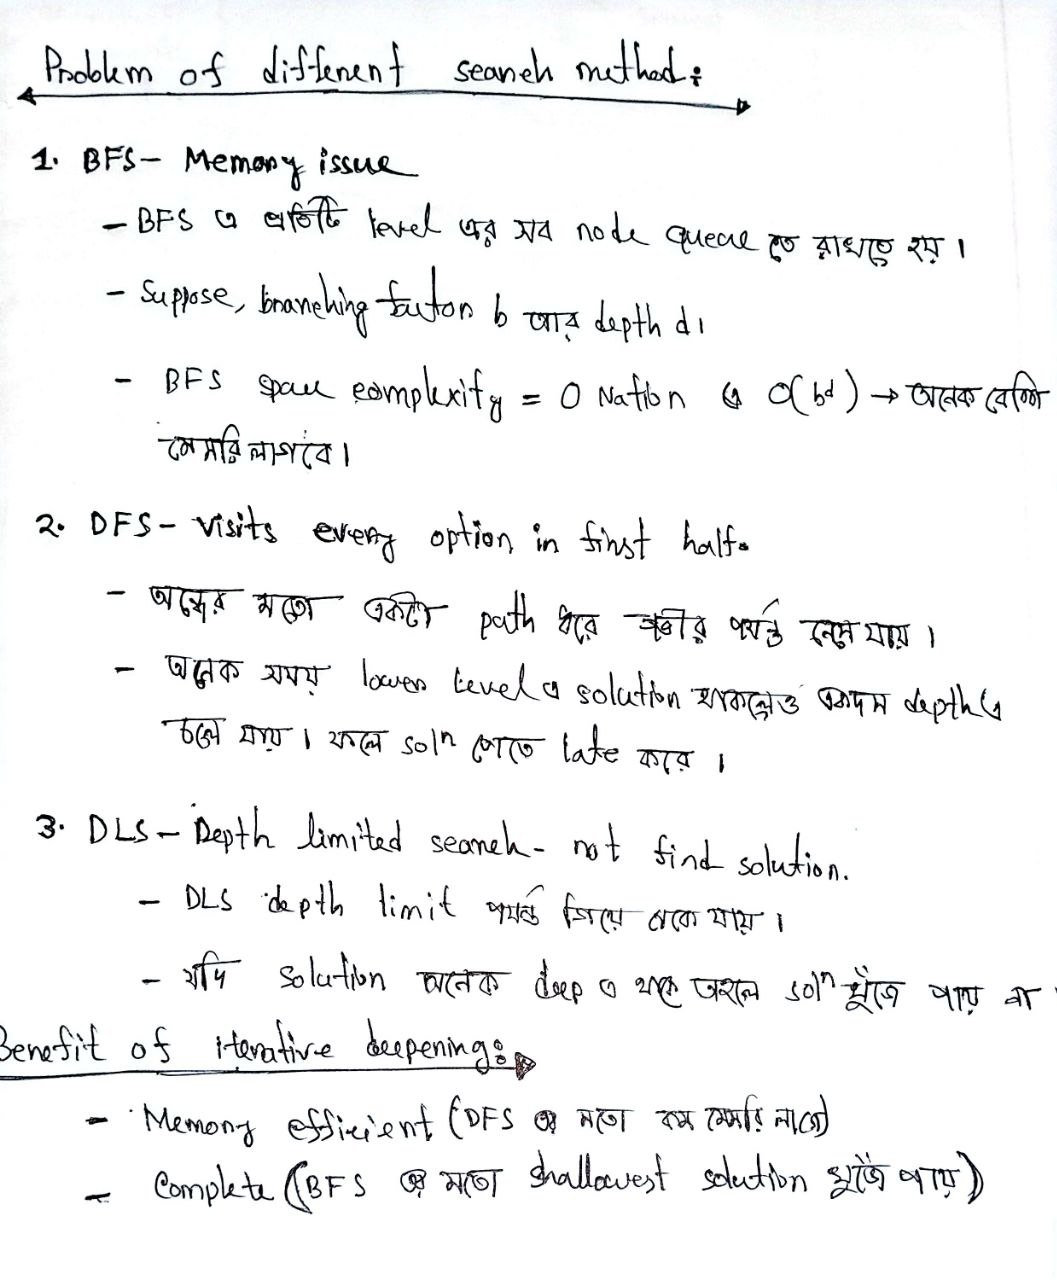 Problem of different search method:
1. BFS- Memory issue
- BFS এ প্রতিটি level এর সব node queue তে রাখতে হয়।
- Suppose, branching factor b আর depth d।
- BFS space complexity = O Nation এ O(b^d) → অনেক বেশি
মেমরি লাগবে।
2. DFS- visits every option in first half.
- অন্ধের মতো একটা path ধরে গভীর পর্যন্ত নেমে যায়।
- অনেক সময় lower level এ solution থাকলেও একদম depth এ
চলে যায়। ফলে solⁿ পেতে late করে।
3. DLS- Depth limited search- not find solution.
- DLS depth limit পর্যন্ত গিয়ে থেকে যায়।
- যদি solution অনেক deep এ থাকে তাহলে solⁿ খুঁজে পায় না
Benefit of iterative deepening:
- Memory efficient (DFS এর মতো কম মেমরি লাগে)
- Complete (BFS এর মতো shallowest solution খুঁজে পায়)